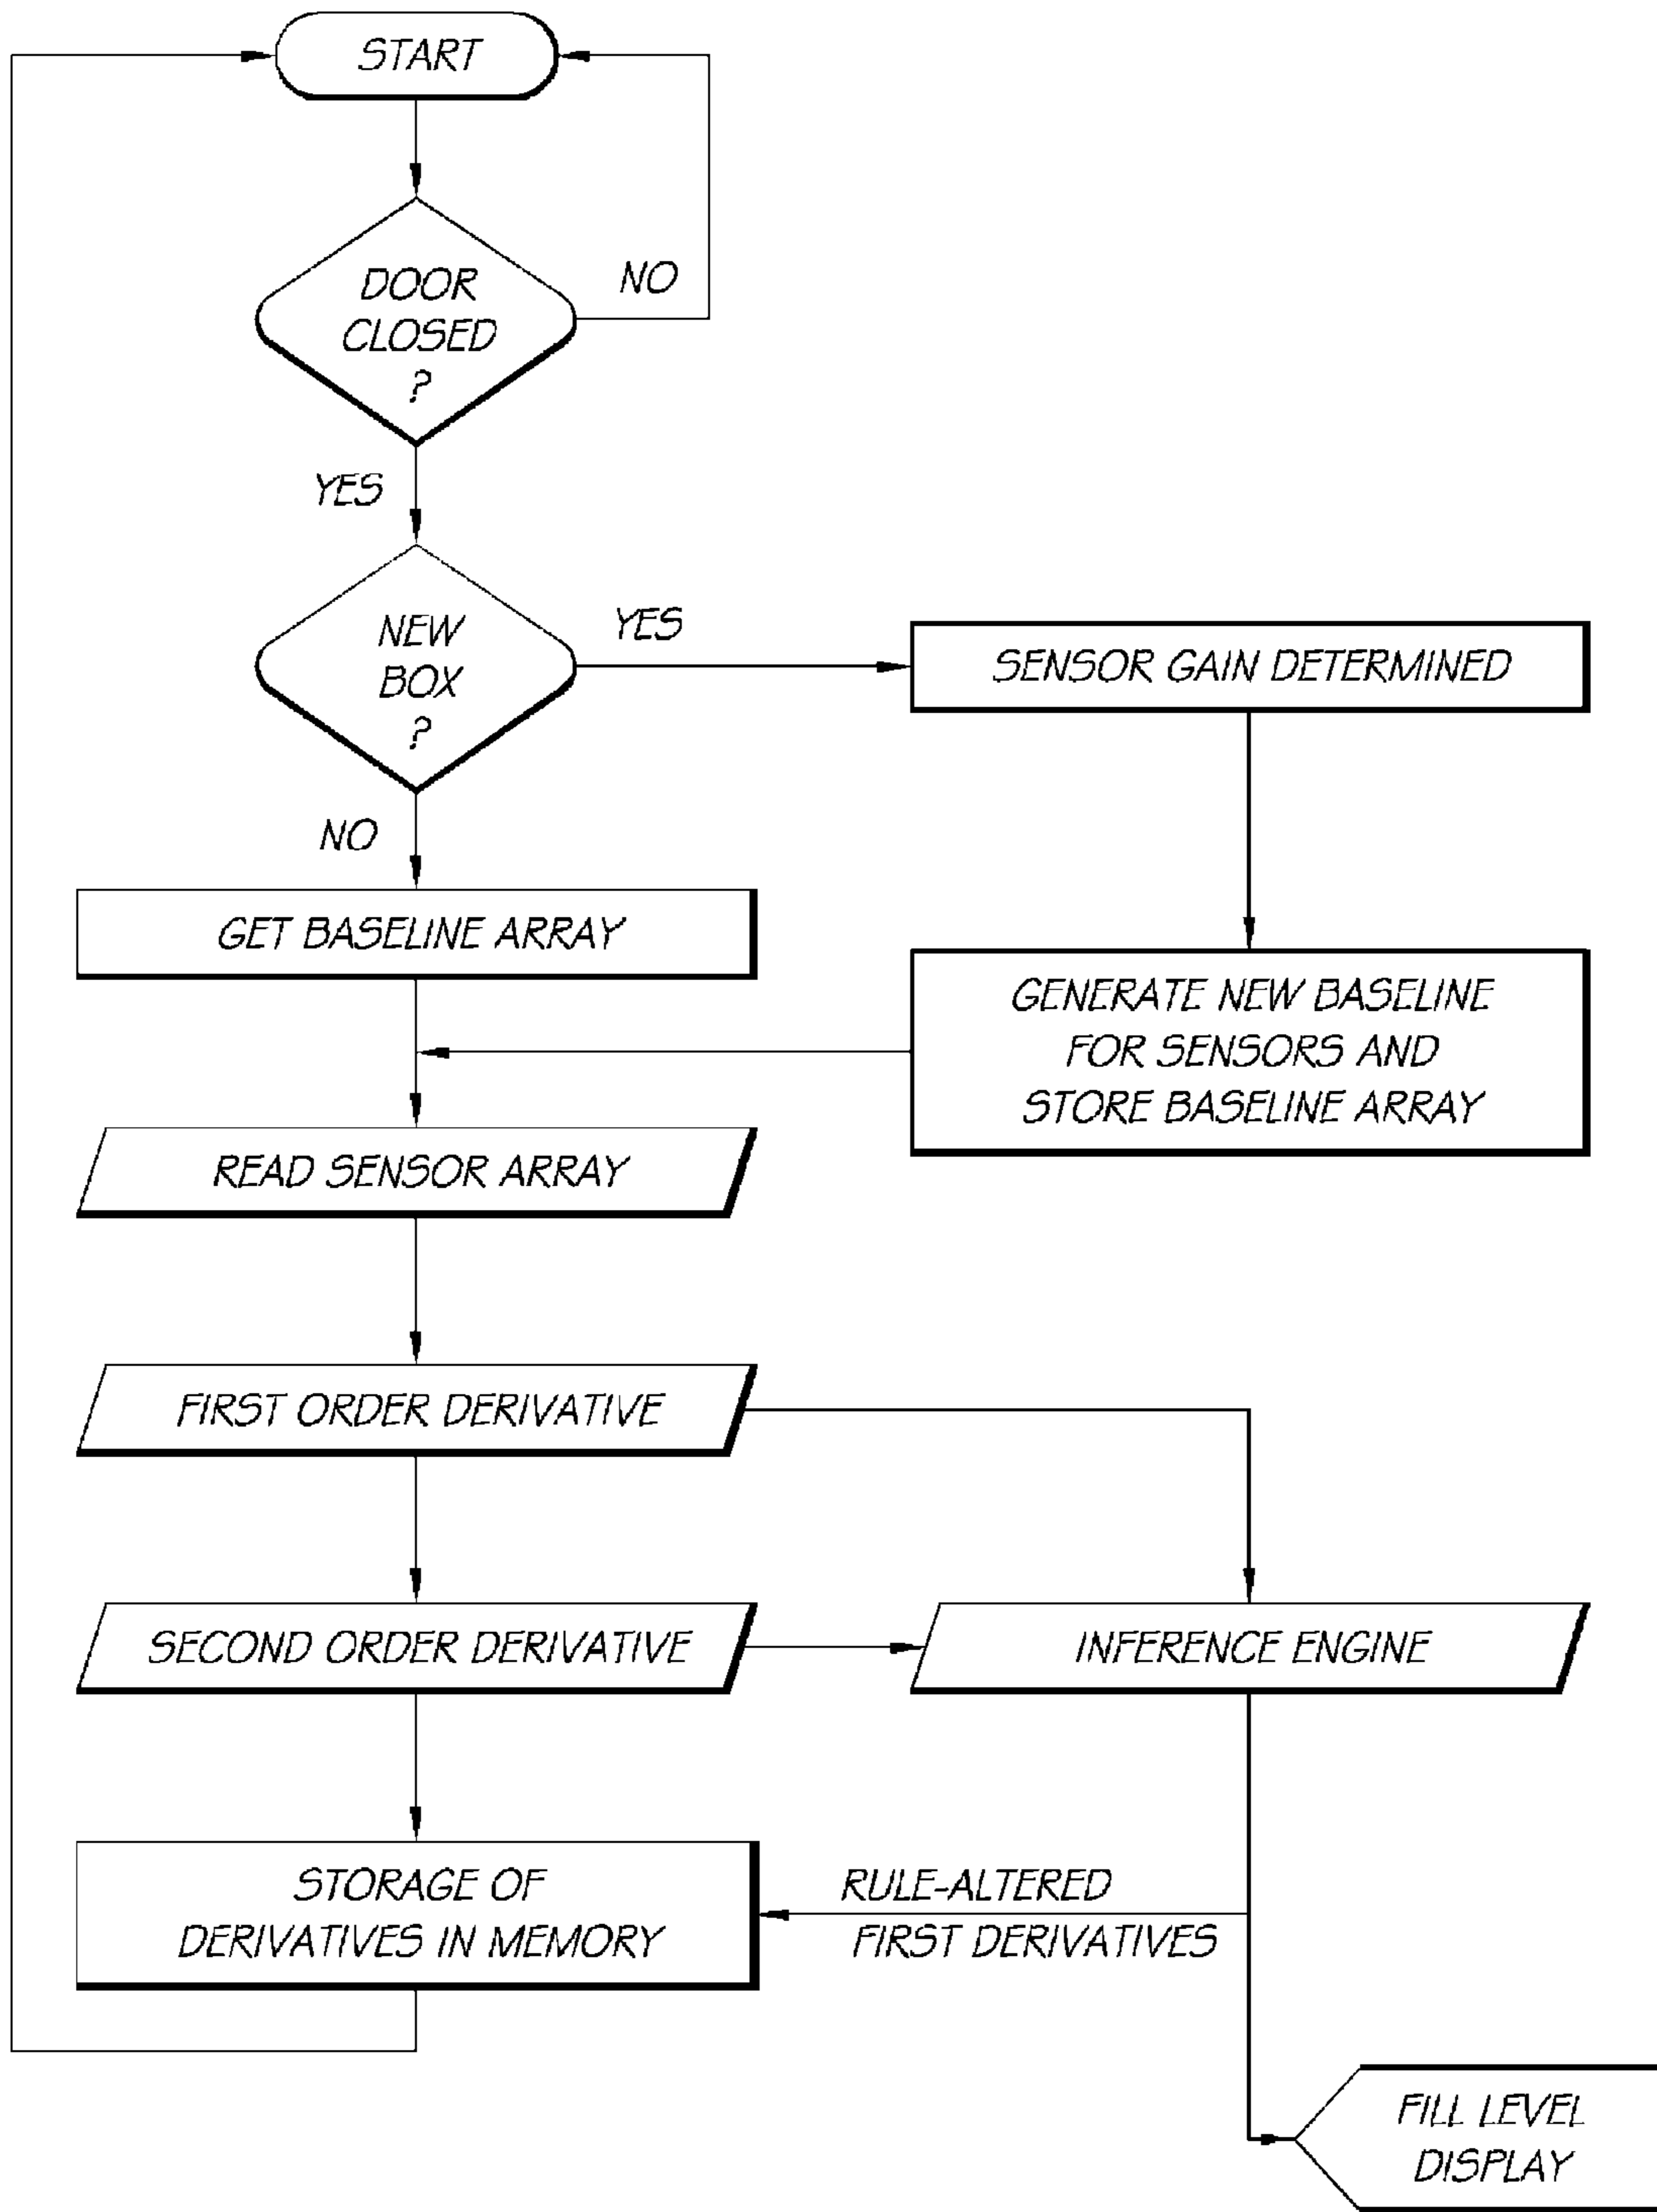 START
DOOR
CLOSED
?
NO
YES
NEW
BOX
?
YES
SENSOR GAIN DETERMINED
NO
GET BASELINE ARRAY
GENERATE NEW BASELINE
FOR SENSORS AND
STORE BASELINE ARRAY
READ SENSOR ARRAY
FIRST ORDER DERIVATIVE
SECOND ORDER DERIVATIVE
INFERENCE ENGINE
STORAGE OF
DERIVATIVES IN MEMORY
RULE-ALTERED
FIRST DERIVATIVES
FILL LEVEL
DISPLAY